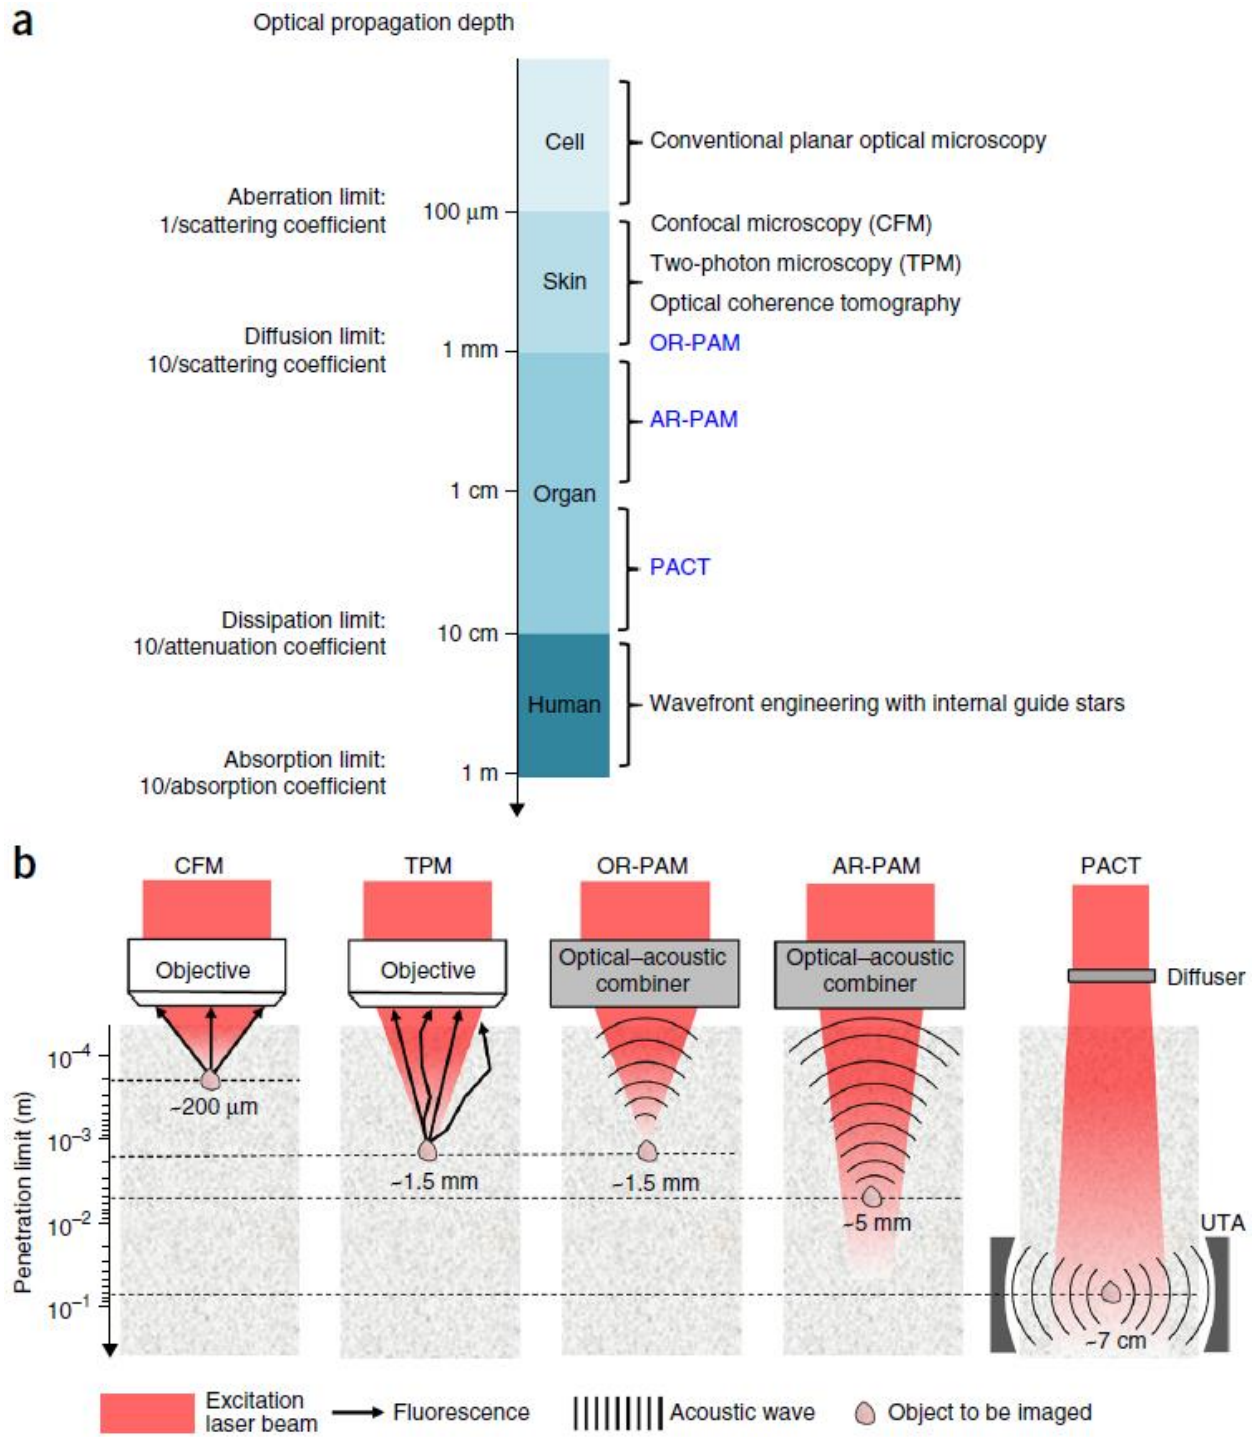 a
Optical propagation depth
Cell
Conventional planar optical microscopy
Aberration limit:
1/scattering coefficient
100 μm
Confocal microscopy (CFM)
Two-photon microscopy (TPM)
Skin
Optical coherence tomography
Diffusion limit:
10/scattering coefficient
1 mm
OR-PAM
AR-PAM
1 cm
Organ
PACT
Dissipation limit:
10/attenuation coefficient
10 cm
Human
Wavefront engineering with internal guide stars
Absorption limit:
10/absorption coefficient
1 m
b
CFM
TPM
OR-PAM
AR-PAM
PACT
Objective
Objective
Optical–acoustic
combiner
Optical–acoustic
combiner
Diffuser
Penetration limit (m)
10⁻⁴
10⁻³
10⁻²
10⁻¹
~200 μm
~1.5 mm
~1.5 mm
~5 mm
UTA
~7 cm
Excitation
laser beam
Fluorescence
Acoustic wave
Object to be imaged